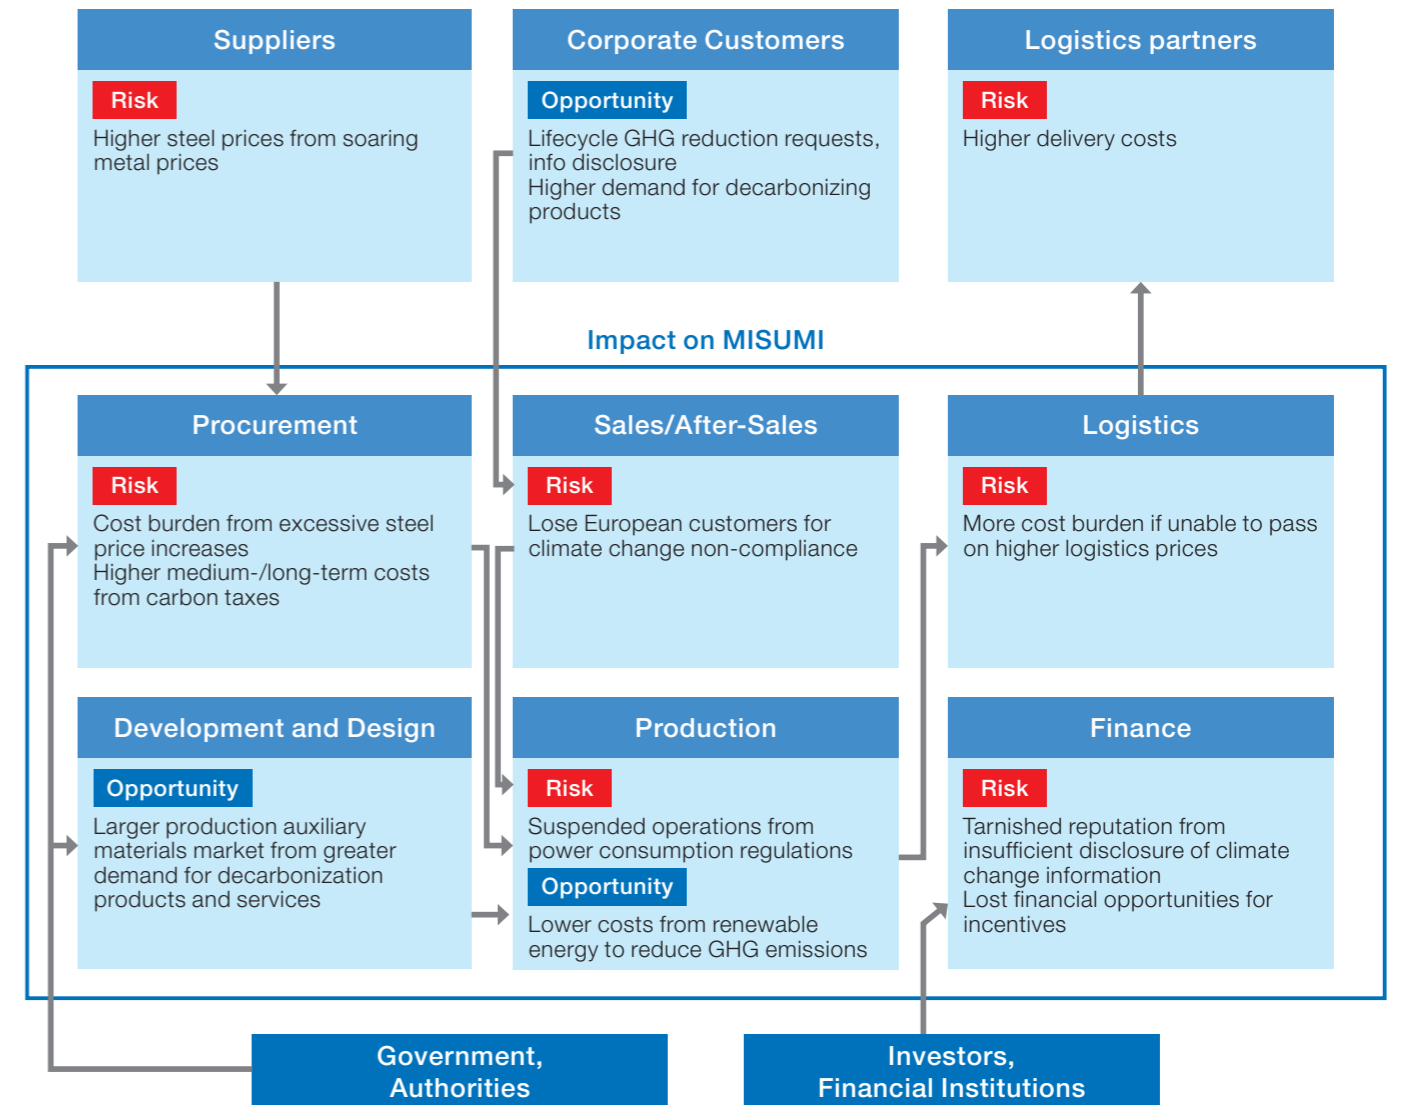 Suppliers
Risk
Higher steel prices from soaring
metal prices
Corporate Customers
Opportunity
Lifecycle GHG reduction requests,
info disclosure
Higher demand for decarbonizing
products
Logistics partners
Risk
Higher delivery costs
Impact on MISUMI
Procurement
Risk
Cost burden from excessive steel
price increases
Higher medium-/long-term costs
from carbon taxes
Sales/After-Sales
Risk
Lose European customers for
climate change non-compliance
Logistics
Risk
More cost burden if unable to pass
on higher logistics prices
Development and Design
Opportunity
Larger production auxiliary
materials market from greater
demand for decarbonization
products and services
Production
Risk
Suspended operations from
power consumption regulations
Opportunity
Lower costs from renewable
energy to reduce GHG emissions
Finance
Risk
Tarnished reputation from
insufficient disclosure of climate
change information
Lost financial opportunities for
incentives
Government,
Authorities
Investors,
Financial Institutions